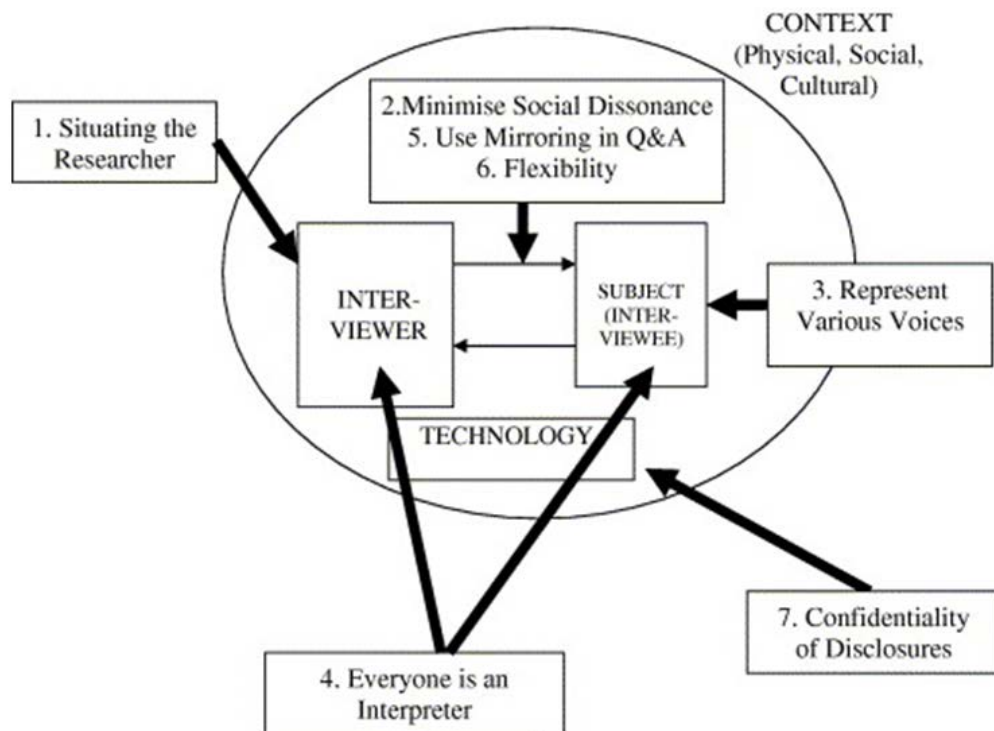 CONTEXT
(Physical, Social,
Cultural)
1. Situating the
Researcher
2.Minimise Social Dissonance
5. Use Mirroring in Q&A
6. Flexibility
INTER-
VIEWER
SUBJECT
(INTER-
VIEWEE)
3. Represent
Various Voices
TECHNOLOGY
7. Confidentiality
of Disclosures
4. Everyone is an
Interpreter